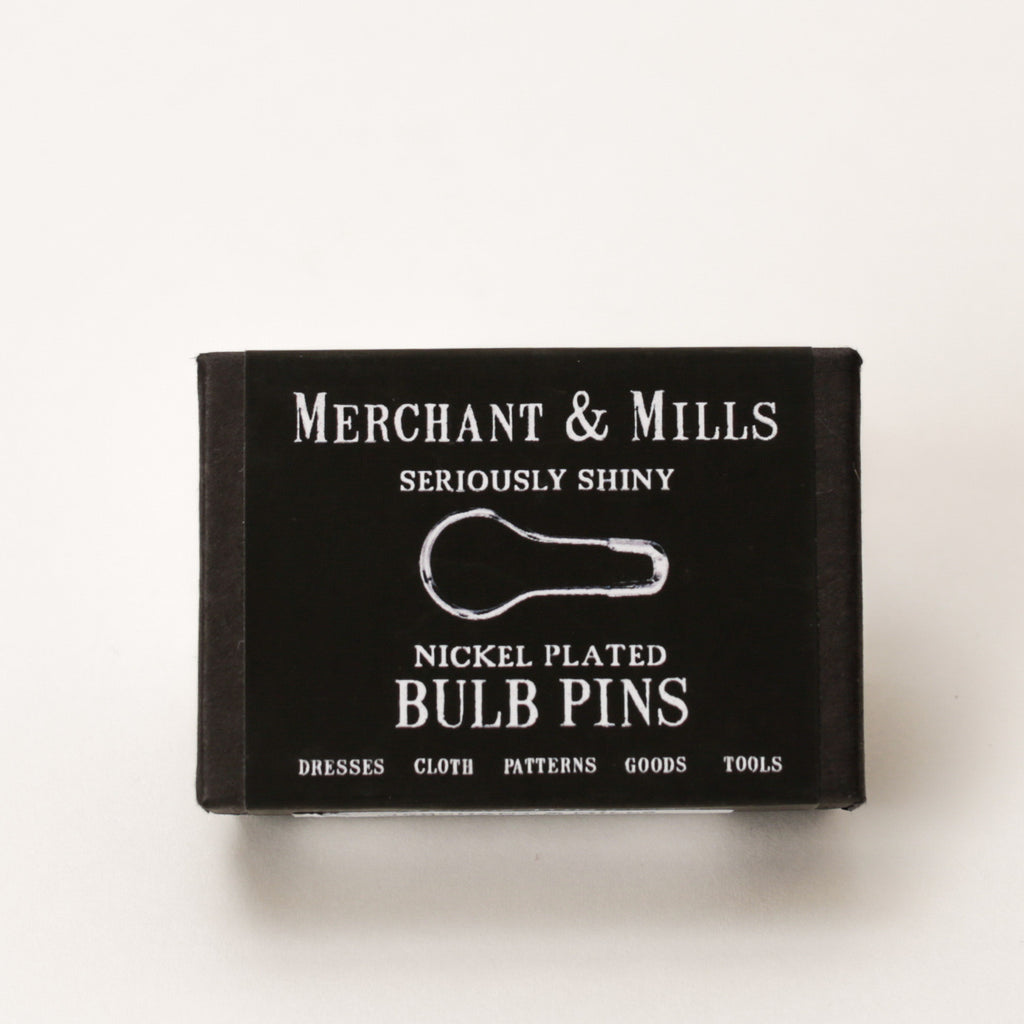 MERCHANT & MILLS
SERIOUSLY SHINY
NICKEL PLATED
BULB PINS
DRESSES CLOTH PATTERNS GOODS TOOLS